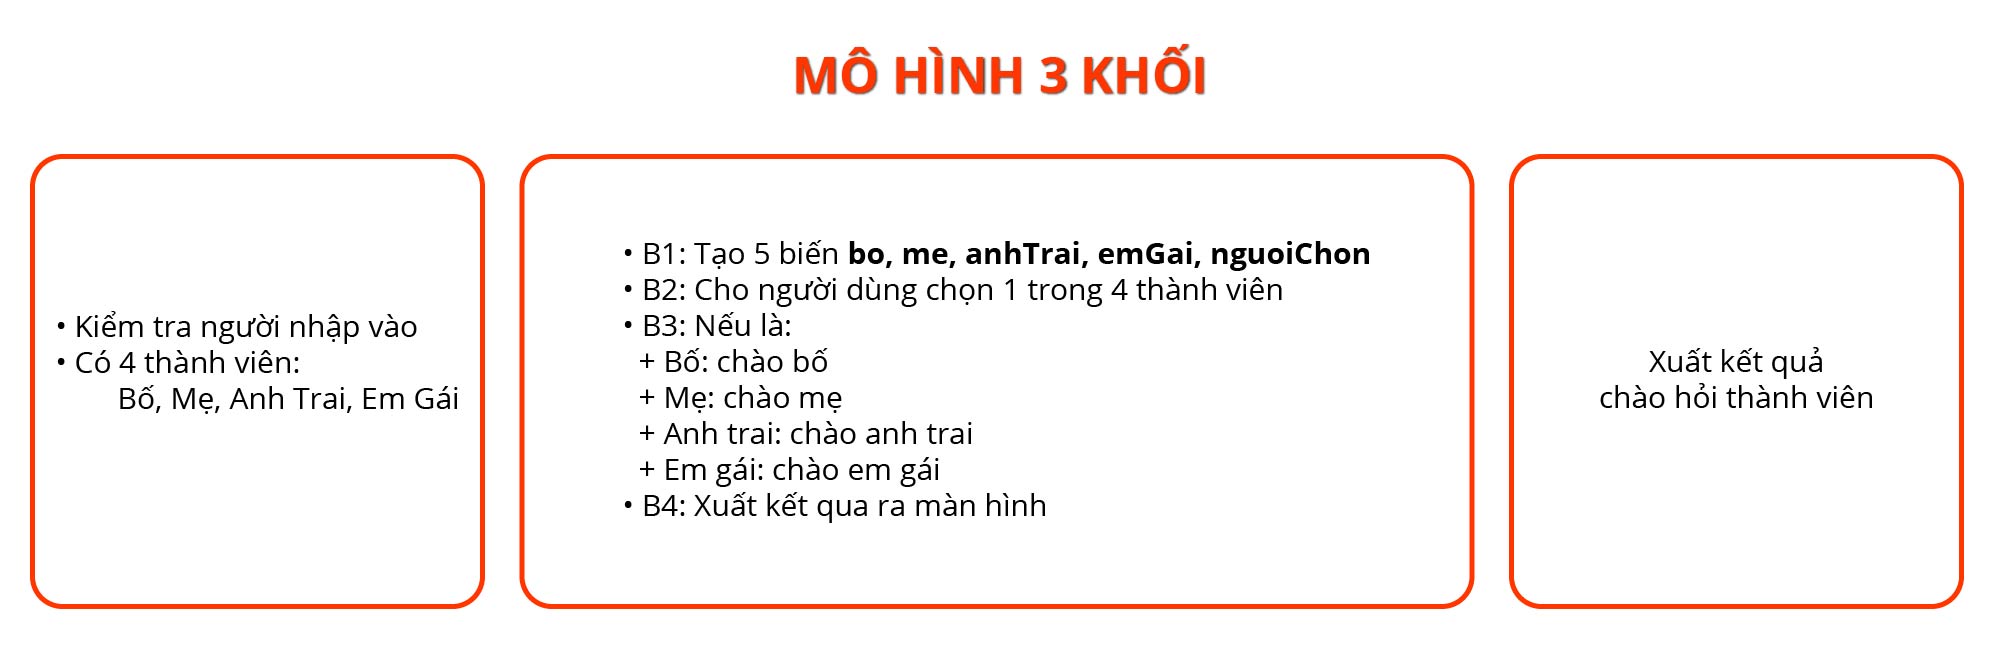 MÔ HÌNH 3 KHỐI
• Kiểm tra người nhập vào
• Có 4 thành viên:
Bố, Mẹ, Anh Trai, Em Gái
• B1: Tạo 5 biến bo, me, anhTrai, emGai, nguoiChon
• B2: Cho người dùng chọn 1 trong 4 thành viên
• B3: Nếu là:
+ Bố: chào bố
+ Mẹ: chào mẹ
+ Anh trai: chào anh trai
+ Em gái: chào em gái
• B4: Xuất kết qua ra màn hình
Xuất kết quả
chào hỏi thành viên